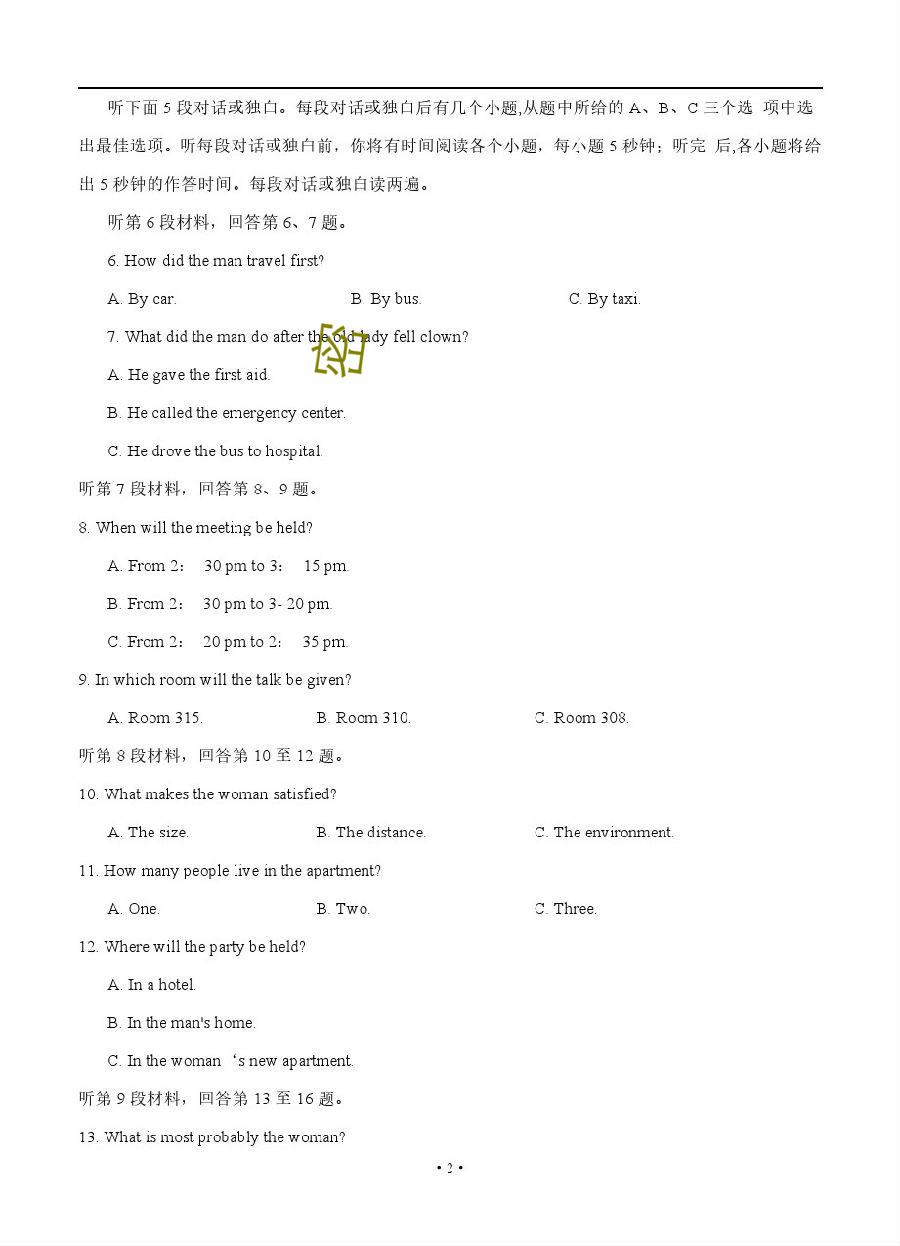 听下面 5 段对话或独白。每段对话或独白后有几个小题,从题中所给的 A、B、C 三个选 项中选
出最佳选项。听每段对话或独白前，你将有时间阅读各个小题，每小题 5 秒钟；听完 后,各小题将给
出 5 秒钟的作答时间。每段对话或独白读两遍。
听第 6 段材料，回答第 6、7 题。
6. How did the man travel first?
A. By car. B By bus. C. By taxi.
7. What did the man do after the old lady fell clown?
A. He gave the first aid.
B. He called the emergency center.
C. He drove the bus to hospital.
听第 7 段材料，回答第 8、9 题。
8. When will the meeting be held?
A. From 2： 30 pm to 3： 15 pm.
B. From 2： 30 pm to 3- 20 pm.
C. From 2： 20 pm to 2： 35 pm.
9. In which room will the talk be given?
A. Room 315. B. Room 310. C. Room 308.
听第 8 段材料，回答第 10 至 12 题。
10. What makes the woman satisfied?
A. The size. B. The distance. C. The environment.
11. How many people live in the apartment?
A. One. B. Two. C. Three.
12. Where will the party be held?
A. In a hotel.
B. In the man's home.
C. In the woman ‘s new apartment.
听第 9 段材料，回答第 13 至 16 题。
13. What is most probably the woman?
• 2 •